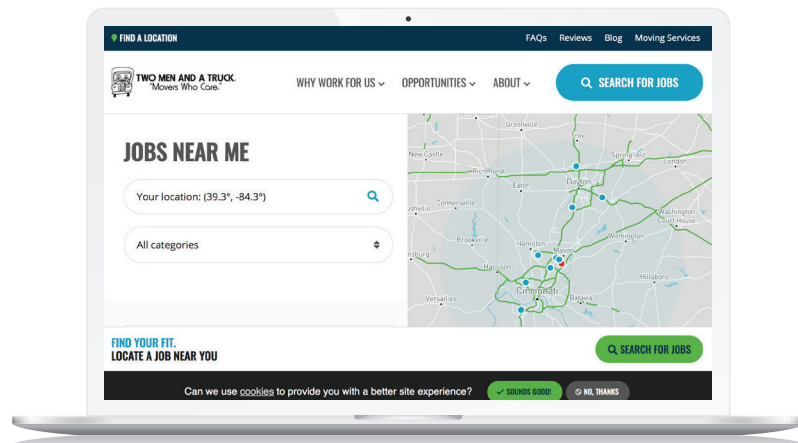 FIND A LOCATION
FAQs Reviews Blog Moving Services
TWO MEN AND A TRUCK.
"Movers Who Care."
WHY WORK FOR US OPPORTUNITIES ABOUT SEARCH FOR JOBS
JOBS NEAR ME
Your location: (39.3°, -84.3°)
All categories
Greenville
Troy
New Castle
Springfield
London
Richmond
Eaton
Dayton
Connersville
Rushville
Washington
Court House
Wilmington
Brookville
Hamilton
Mason
Harrison
Hillsboro
Cincinnati
Versailles
Batavia
FIND YOUR FIT.
LOCATE A JOB NEAR YOU
SEARCH FOR JOBS
Can we use cookies to provide you with a better site experience?
SOUNDS GOOD!
NO, THANKS